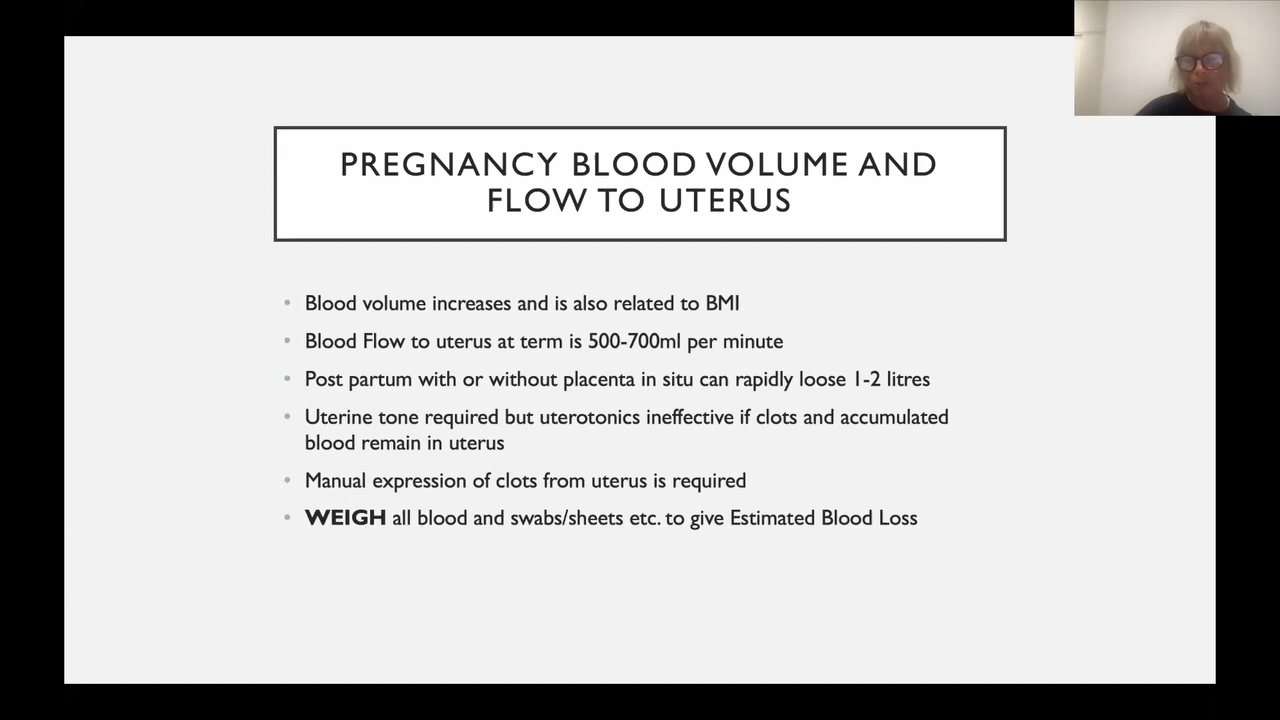 PREGNANCY BLOOD VOLUME AND
FLOW TO UTERUS
• Blood volume increases and is also related to BMI
• Blood Flow to uterus at term is 500-700ml per minute
• Post partum with or without placenta in situ can rapidly loose 1-2 litres
• Uterine tone required but uterotonics ineffective if clots and accumulated
blood remain in uterus
• Manual expression of clots from uterus is required
• WEIGH all blood and swabs/sheets etc. to give Estimated Blood Loss